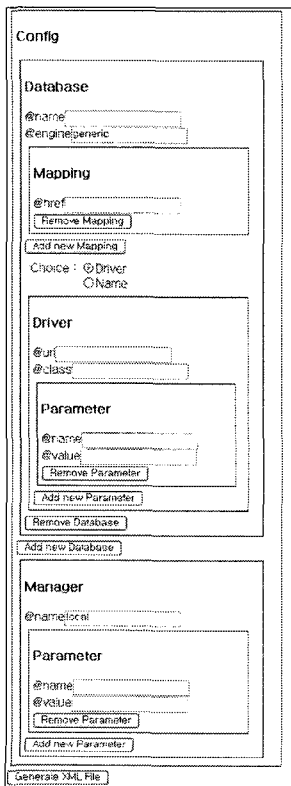 Config
Database
@name
@engine generic
Mapping
@href
Remove Mapping
Add new Mapping
Choice : Driver
Name
Driver
@url
@class
Parameter
@name
@value
Remove Parameter
Add new Parameter
Remove Database
Add new Database
Manager
@name local
Parameter
@name
@value
Remove Parameter
Add new Parameter
Generate XML File